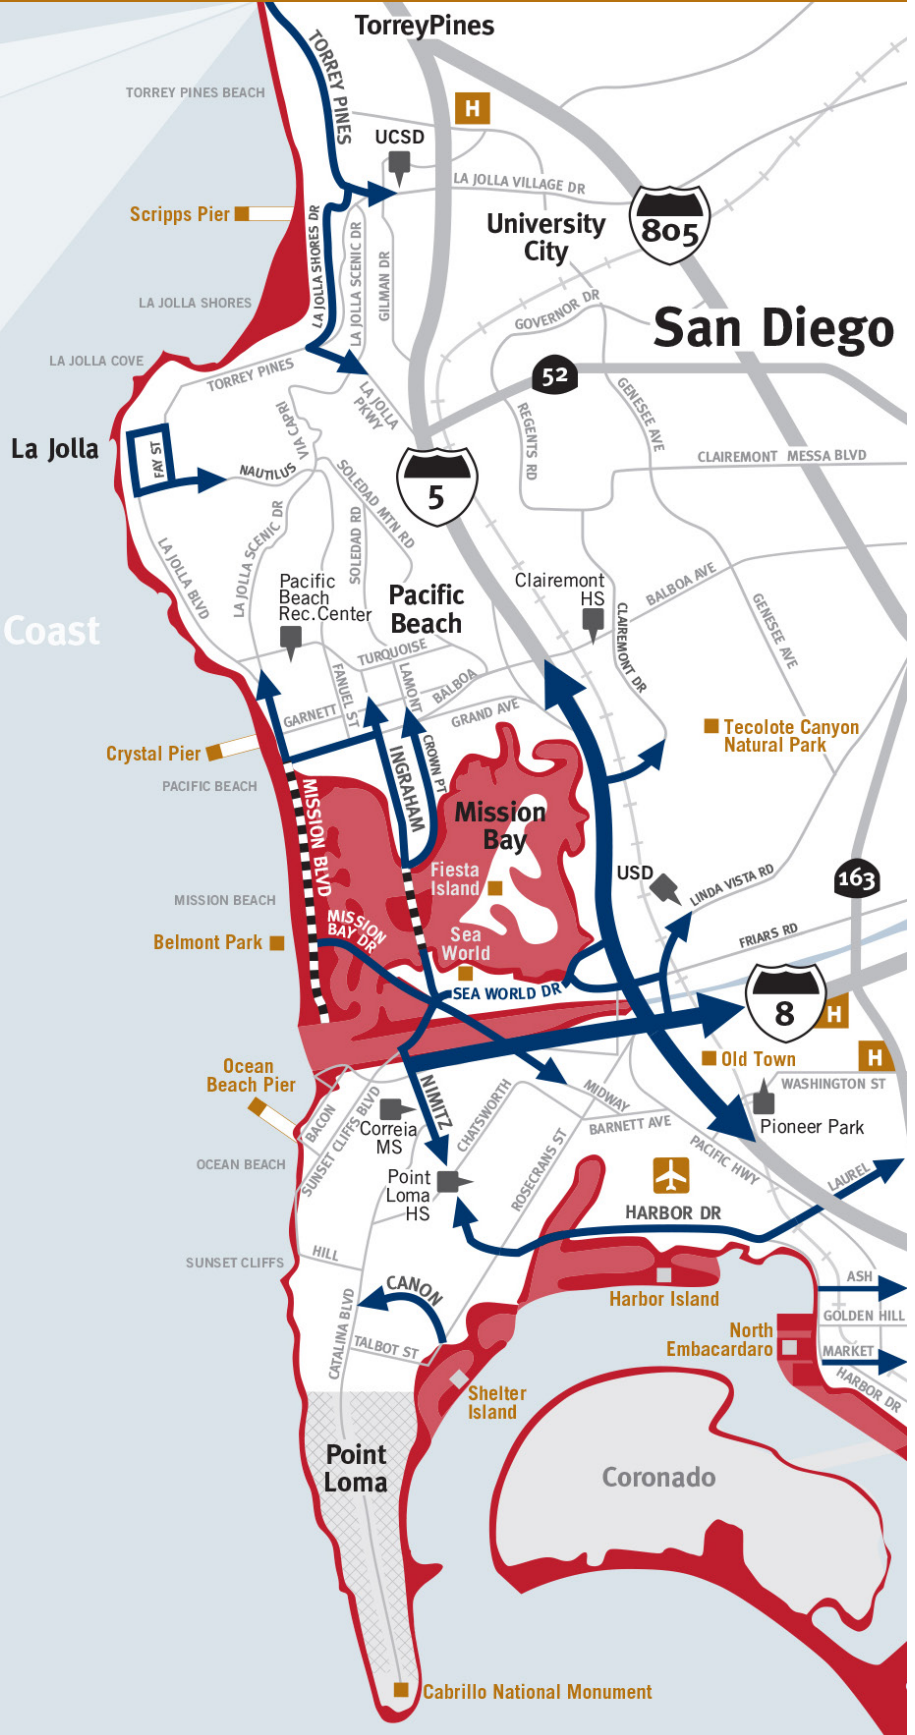 TorreyPines
TORREY PINES
TORREY PINES BEACH
H
UCSD
LA JOLLA VILLAGE DR
Scripps Pier
LA JOLLA SHORES DR
LA JOLLA SCENIC DR
GILMAN DR
University
City
805
LA JOLLA SHORES
GOVERNOR DR
San Diego
LA JOLLA COVE
TORREY PINES
LA JOLLA
PKWY
52
GENESEE AVE
REGENTS RD
VIA CAPRI
La Jolla
FAY ST
NAUTILUS
SOLEDAD MTN RD
CLAIREMONT MESSA BLVD
5
LA JOLLA BLVD
LA JOLLA SCENIC DR
SOLEDAD RD
Pacific
Beach
Rec.Center
Pacific
Beach
Clairemont
HS
BALBOA AVE
CLAIREMONT DR
GENESEE AVE
Coast
TURQUOISE
FANUEL ST
LAMONT
BALBOA
GARNETT
GRAND AVE
Crystal Pier
Tecolote Canyon
Natural Park
PACIFIC BEACH
MISSION BLVD
INGRAHAM
CROWN PT
Mission
Bay
Fiesta
Island
USD
LINDA VISTA RD
163
MISSION BEACH
MISSION
BAY DR
Belmont Park
Sea
World
FRIARS RD
SEA WORLD DR
8
H
H
Old Town
Ocean
Beach Pier
NIMITZ
WASHINGTON ST
BACON
SUNSET CLIFFS BLVD
Correia
MS
CHATSWORTH
MIDWAY
BARNETT AVE
Pioneer Park
PACIFIC HWY
OCEAN BEACH
Point
Loma
HS
ROSECRANS ST
LAUREL
HARBOR DR
HILL
SUNSET CLIFFS
CANON
CATALINA BLVD
TALBOT ST
Harbor Island
ASH
GOLDEN HILL
North
Embacardaro
MARKET
HARBOR DR
Shelter
Island
Point
Loma
Coronado
Cabrillo National Monument